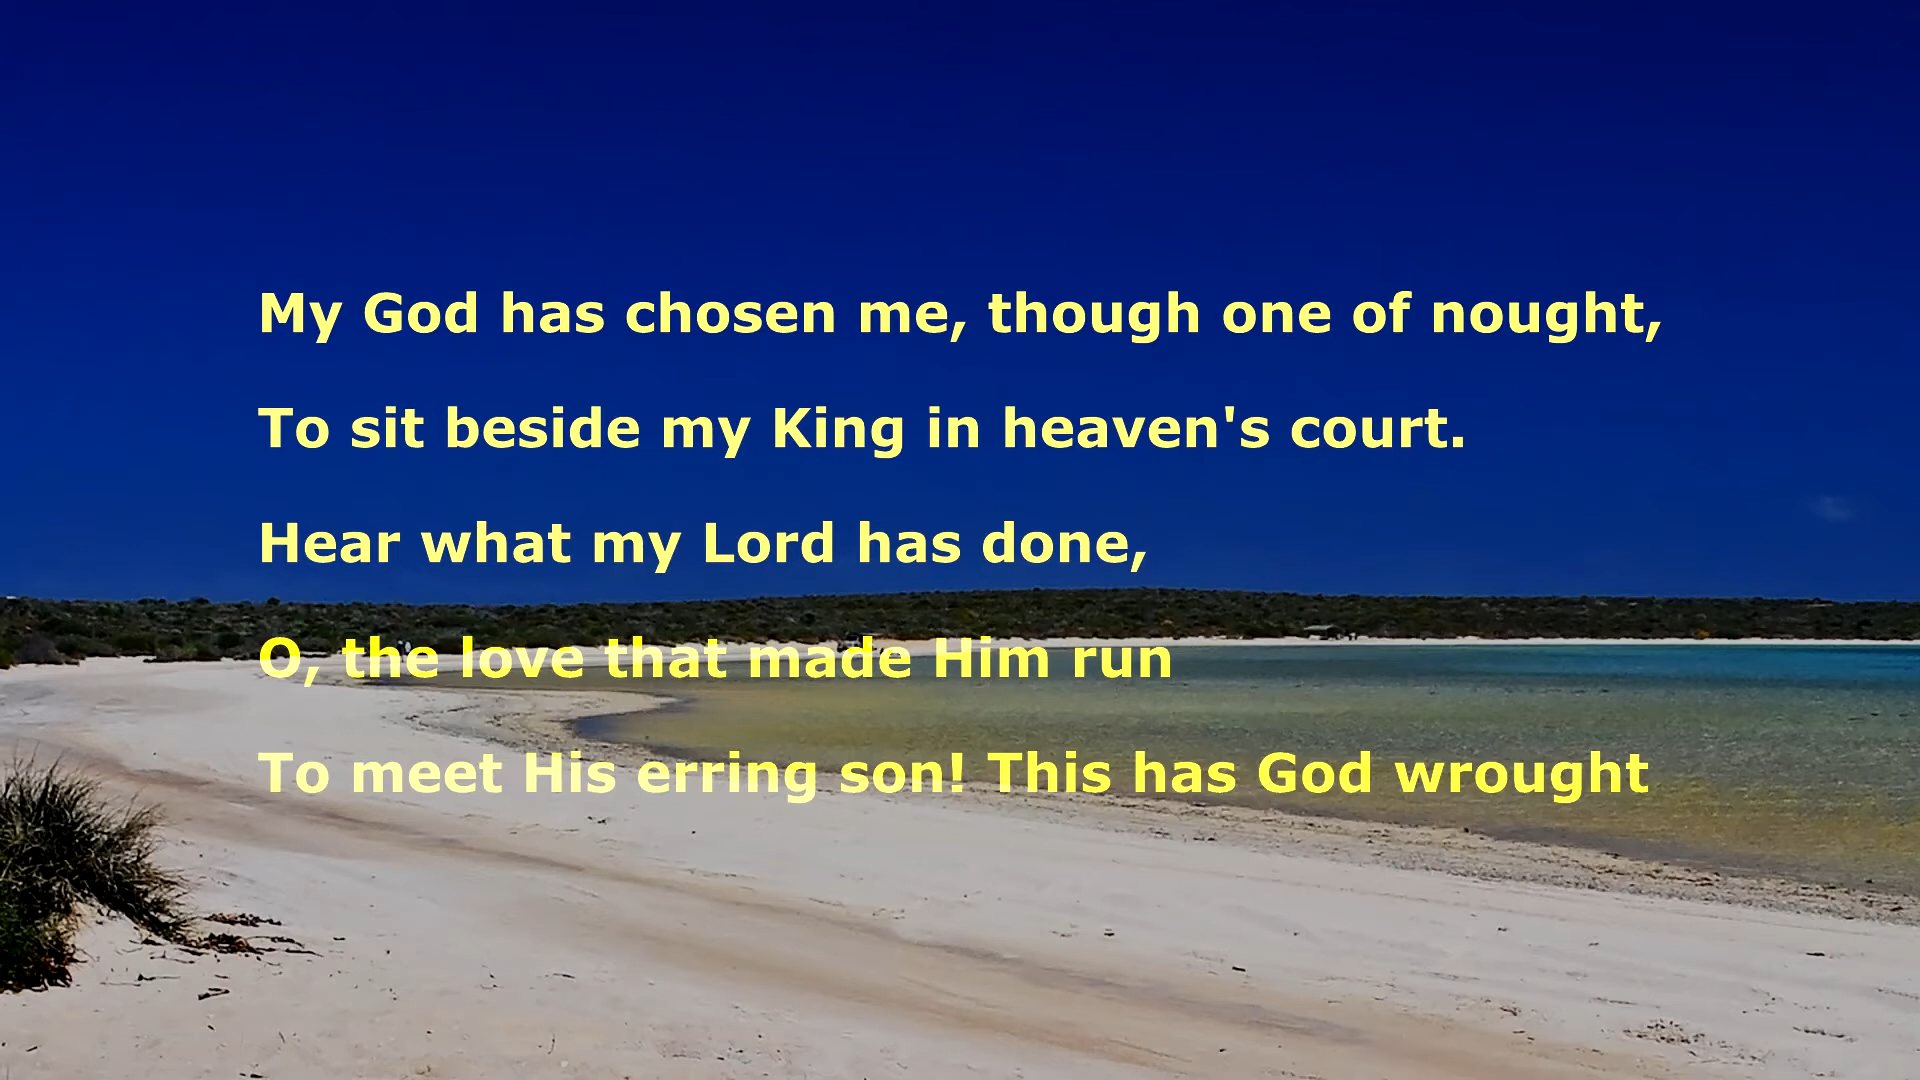 My God has chosen me, though one of nought,
To sit beside my King in heaven's court.
Hear what my Lord has done,
O, the love that made Him run
To meet His erring son! This has God wrought